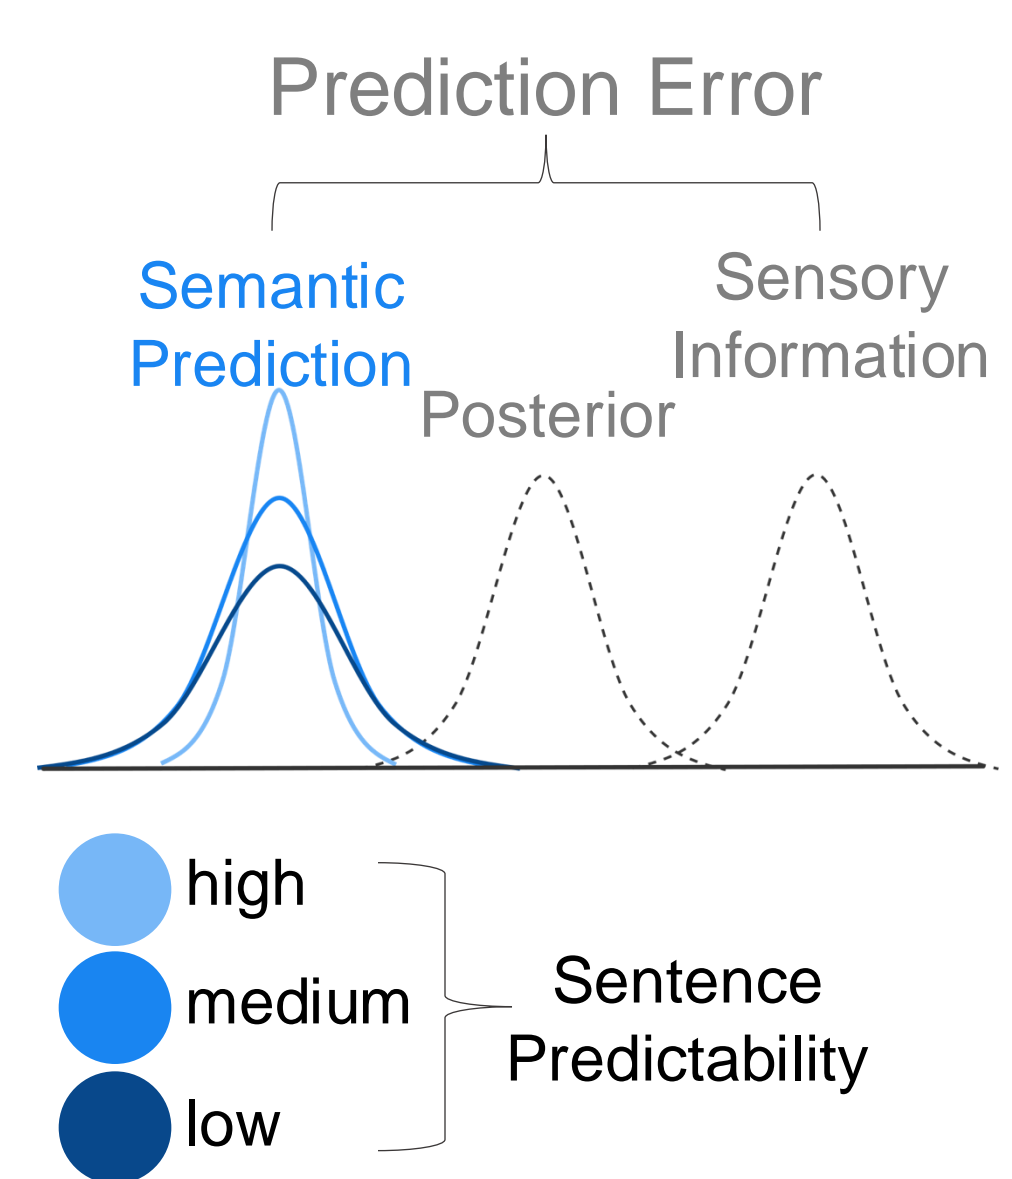 Prediction Error
Semantic
Prediction
Sensory
Information
Posterior
high
medium
low
Sentence
Predictability